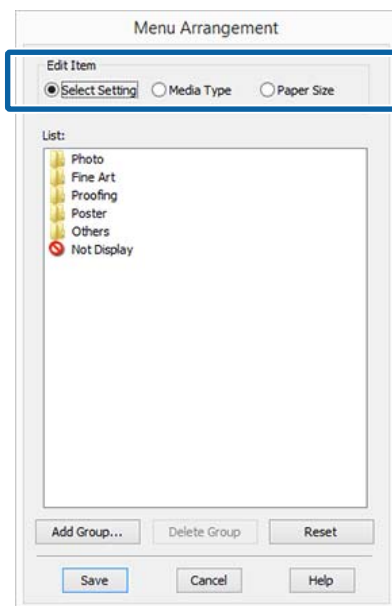 Menu Arrangement
Edit Item
Select Setting Media Type Paper Size
List:
Photo
Fine Art
Proofing
Poster
Others
Not Display
Add Group... Delete Group Reset
Save Cancel Help